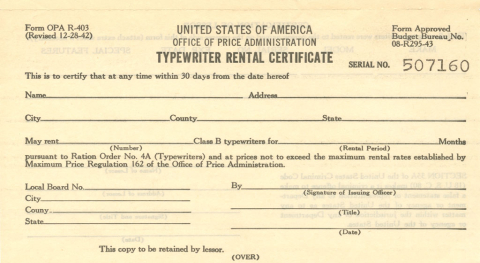 Form OPA R-403
(Revised 12-28-42)
UNITED STATES OF AMERICA
OFFICE OF PRICE ADMINISTRATION
TYPEWRITER RENTAL CERTIFICATE
Form Approved
Budget Bureau No.
08-R295-43
SERIAL NO. 507160
This is to certify that at any time within 30 days from the date hereof
Name Address
City County State
May rent Class B typewriters for Months
(Number) (Rental Period)
pursuant to Ration Order No. 4A (Typewriters) and at prices not to exceed the maximum rental rates established by
Maximum Price Regulation 162 of the Office of Price Administration.
Local Board No. By
(Signature of Issuing Officer)
City
Couny
(Title)
State
(Date)
This copy to be retained by lessor.
(OVER)